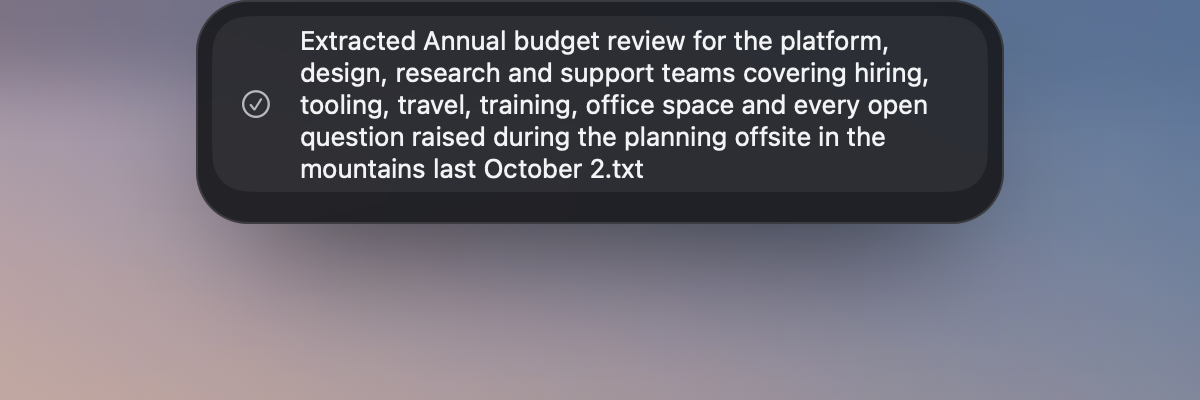 Extracted Annual budget review for the platform,
design, research and support teams covering hiring,
tooling, travel, training, office space and every open
question raised during the planning offsite in the
mountains last October 2.txt